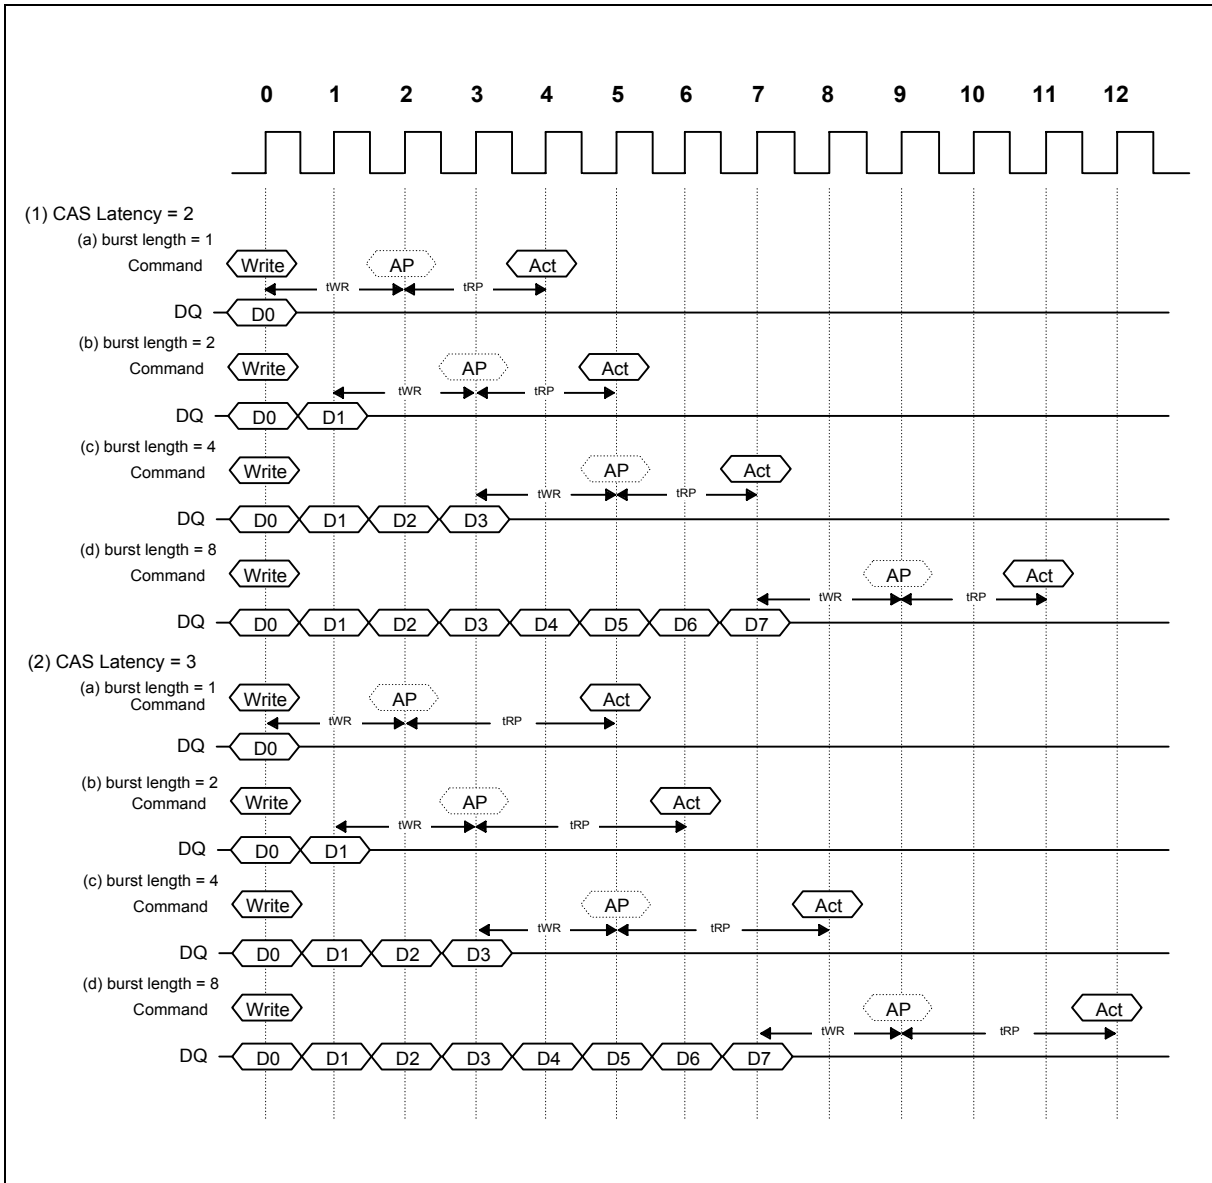 0 1 2 3 4 5 6 7 8 9 10 11 12
(1) CAS Latency = 2
(a) burst length = 1
Command Write AP Act
tWR tRP
DQ D0
(b) burst length = 2
Command Write AP Act
tWR tRP
DQ D0 D1
(c) burst length = 4
Command Write AP Act
tWR tRP
DQ D0 D1 D2 D3
(d) burst length = 8
Command Write AP Act
tWR tRP
DQ D0 D1 D2 D3 D4 D5 D6 D7
(2) CAS Latency = 3
(a) burst length = 1
Command Write AP Act
tWR tRP
DQ D0
(b) burst length = 2
Command Write AP Act
tWR tRP
DQ D0 D1
(c) burst length = 4
Command Write AP Act
tWR tRP
DQ D0 D1 D2 D3
(d) burst length = 8
Command Write AP Act
tWR tRP
DQ D0 D1 D2 D3 D4 D5 D6 D7